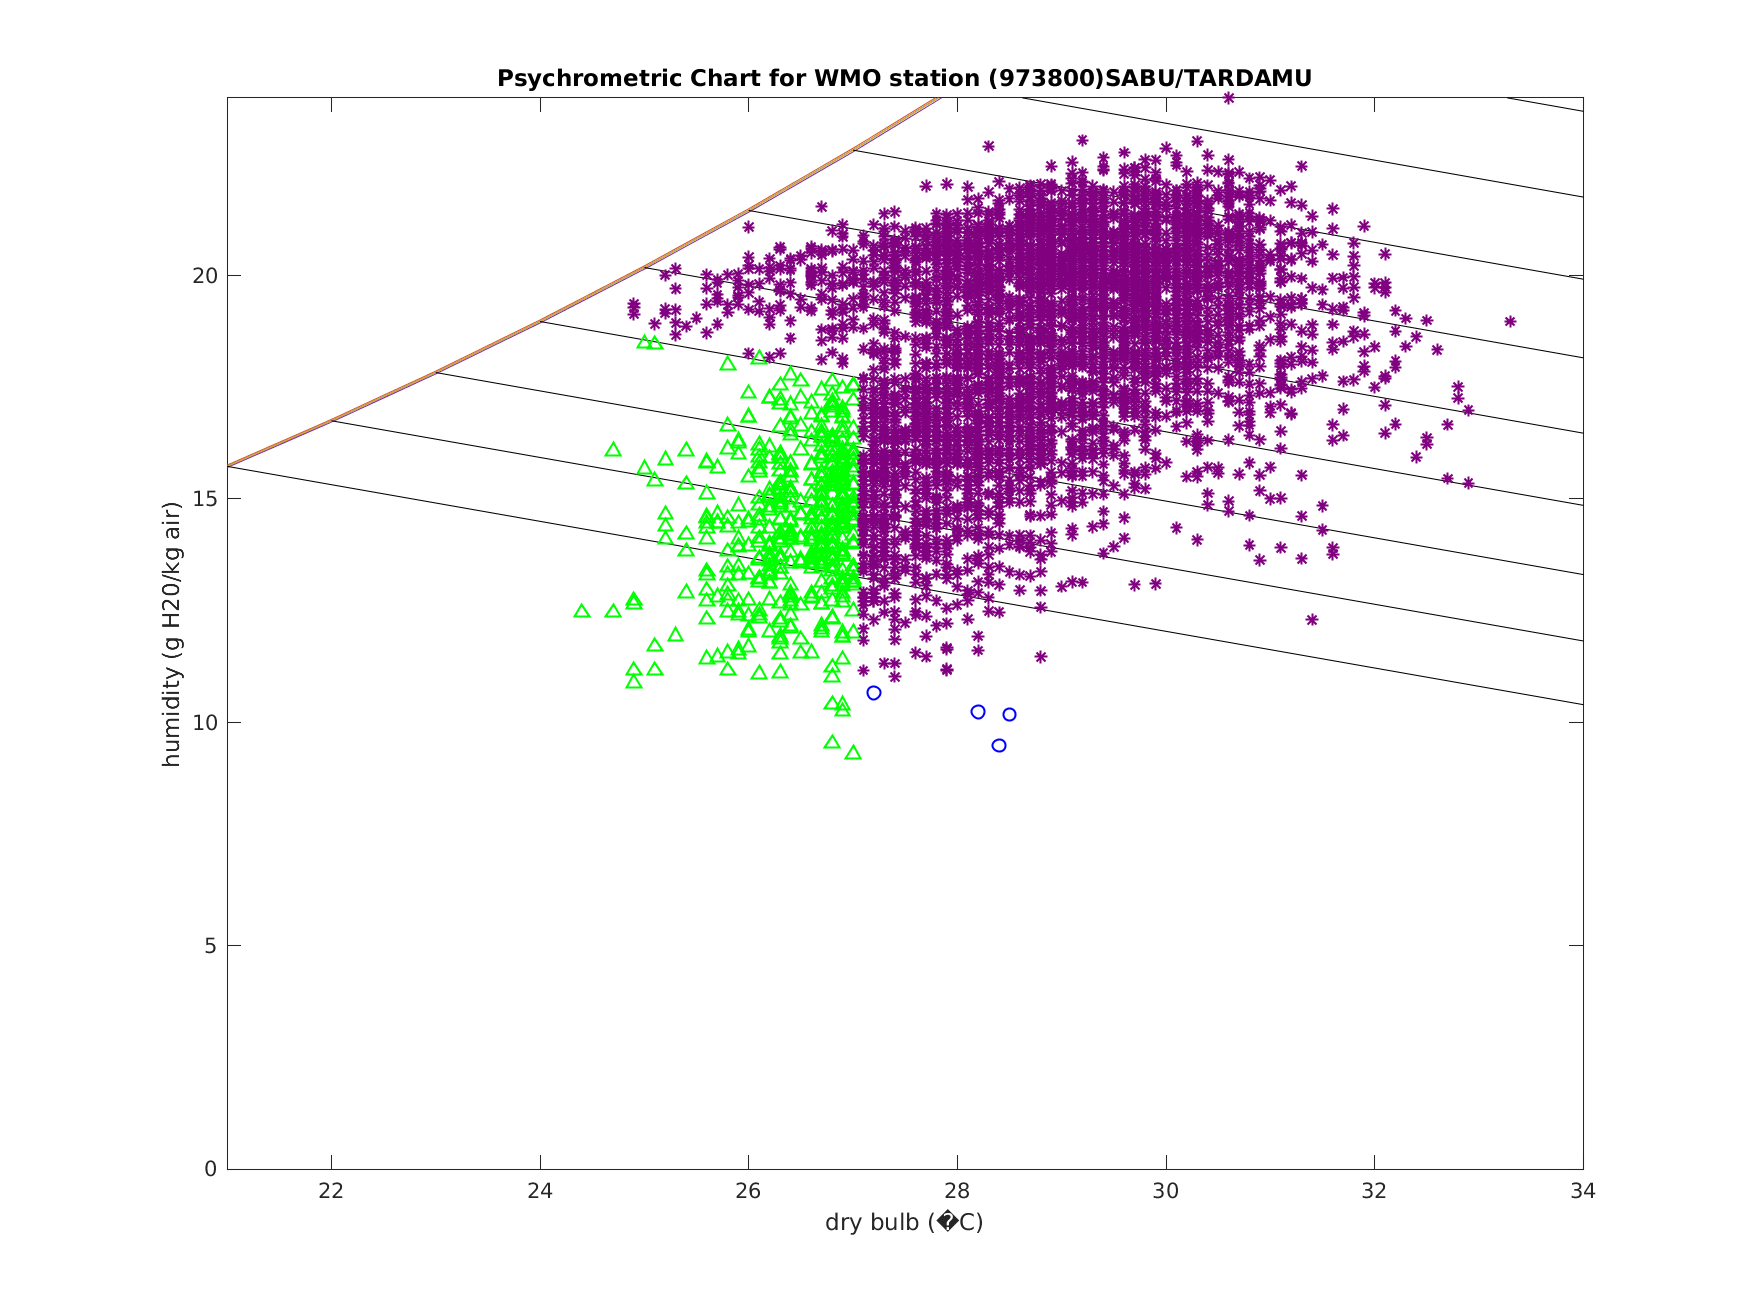 Psychrometric Chart for WMO station (973800)SABU/TARDAMU
20
15
10
5
0
humidity (g H20/kg air)
22 24 26 28 30 32 34
dry bulb (�C)